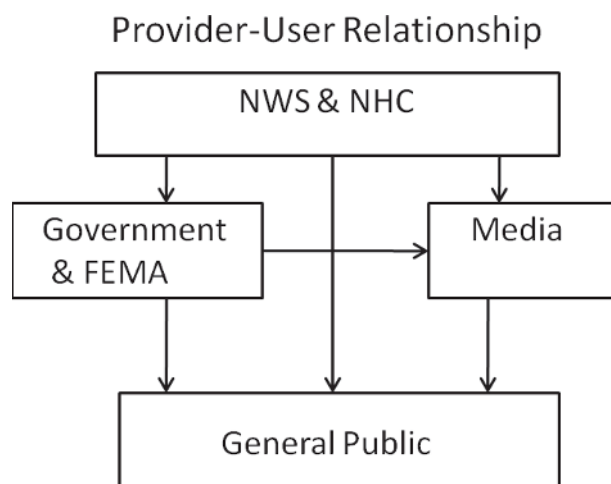 Provider-User Relationship
NWS & NHC
Government
& FEMA
Media
General Public